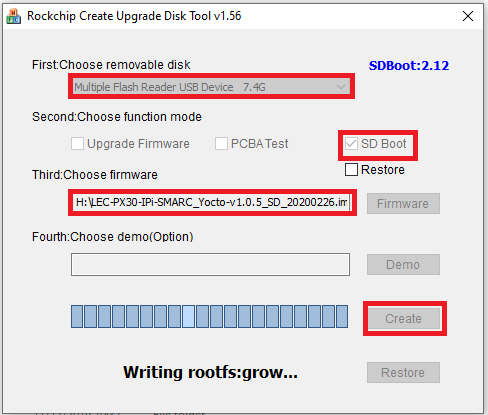 Rockchip Create Upgrade Disk Tool v1.56
First:Choose removable disk
SDBoot:2.12
Multiple Flash Reader USB Device 7.4G
Second:Choose function mode
Upgrade Firmware
PCBATest
SD Boot
Third:Choose firmware
Restore
H:\LEC-PX30-IPi-SMARC_Yocto-v1.0.5_SD_20200226.im
Firmware
Fourth:Choose demo(Option)
Demo
Create
Writing rootfs:grow...
Restore